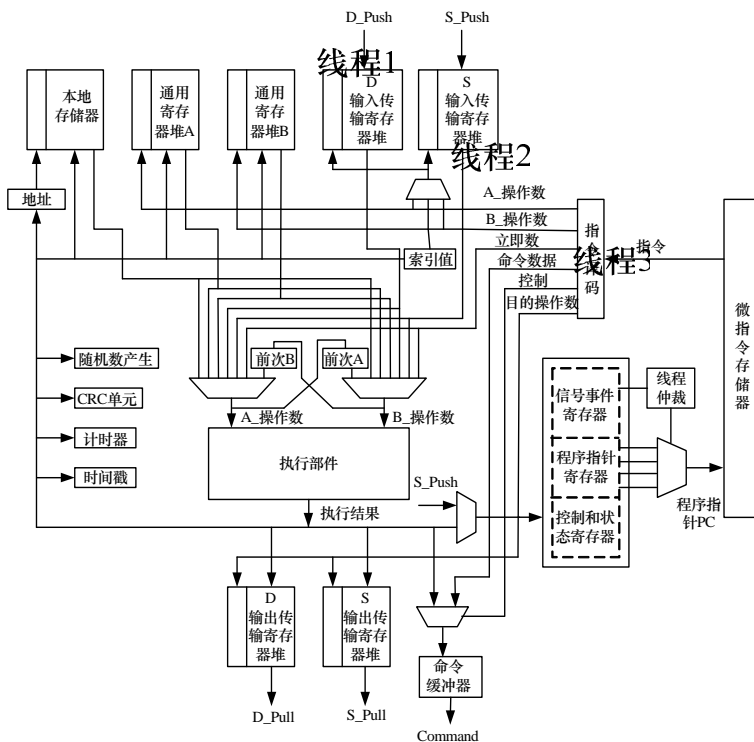 D_Push
S_Push
线程1
本地
存储器
通用
寄存
器堆A
通用
寄存
器堆B
D
输入传
输寄存
器堆
S
输入传
输寄存
器堆
线程2
地址
A_操作数
B_操作数
立即数
命令数据
控制
目的操作数
索引值
指
令
码
线程3
指令
微
指
令
存
储
器
随机数产生
CRC单元
计时器
时间戳
前次B
前次A
A_操作数
B_操作数
执行部件
执行结果
S_Push
信号事件
寄存器
程序指针
寄存器
控制和状
态寄存器
线程
仲裁
程序指
针PC
D
输出传
输寄存
器堆
S
输出传
输寄存
器堆
命令
缓冲器
D_Pull
S_Pull
Command